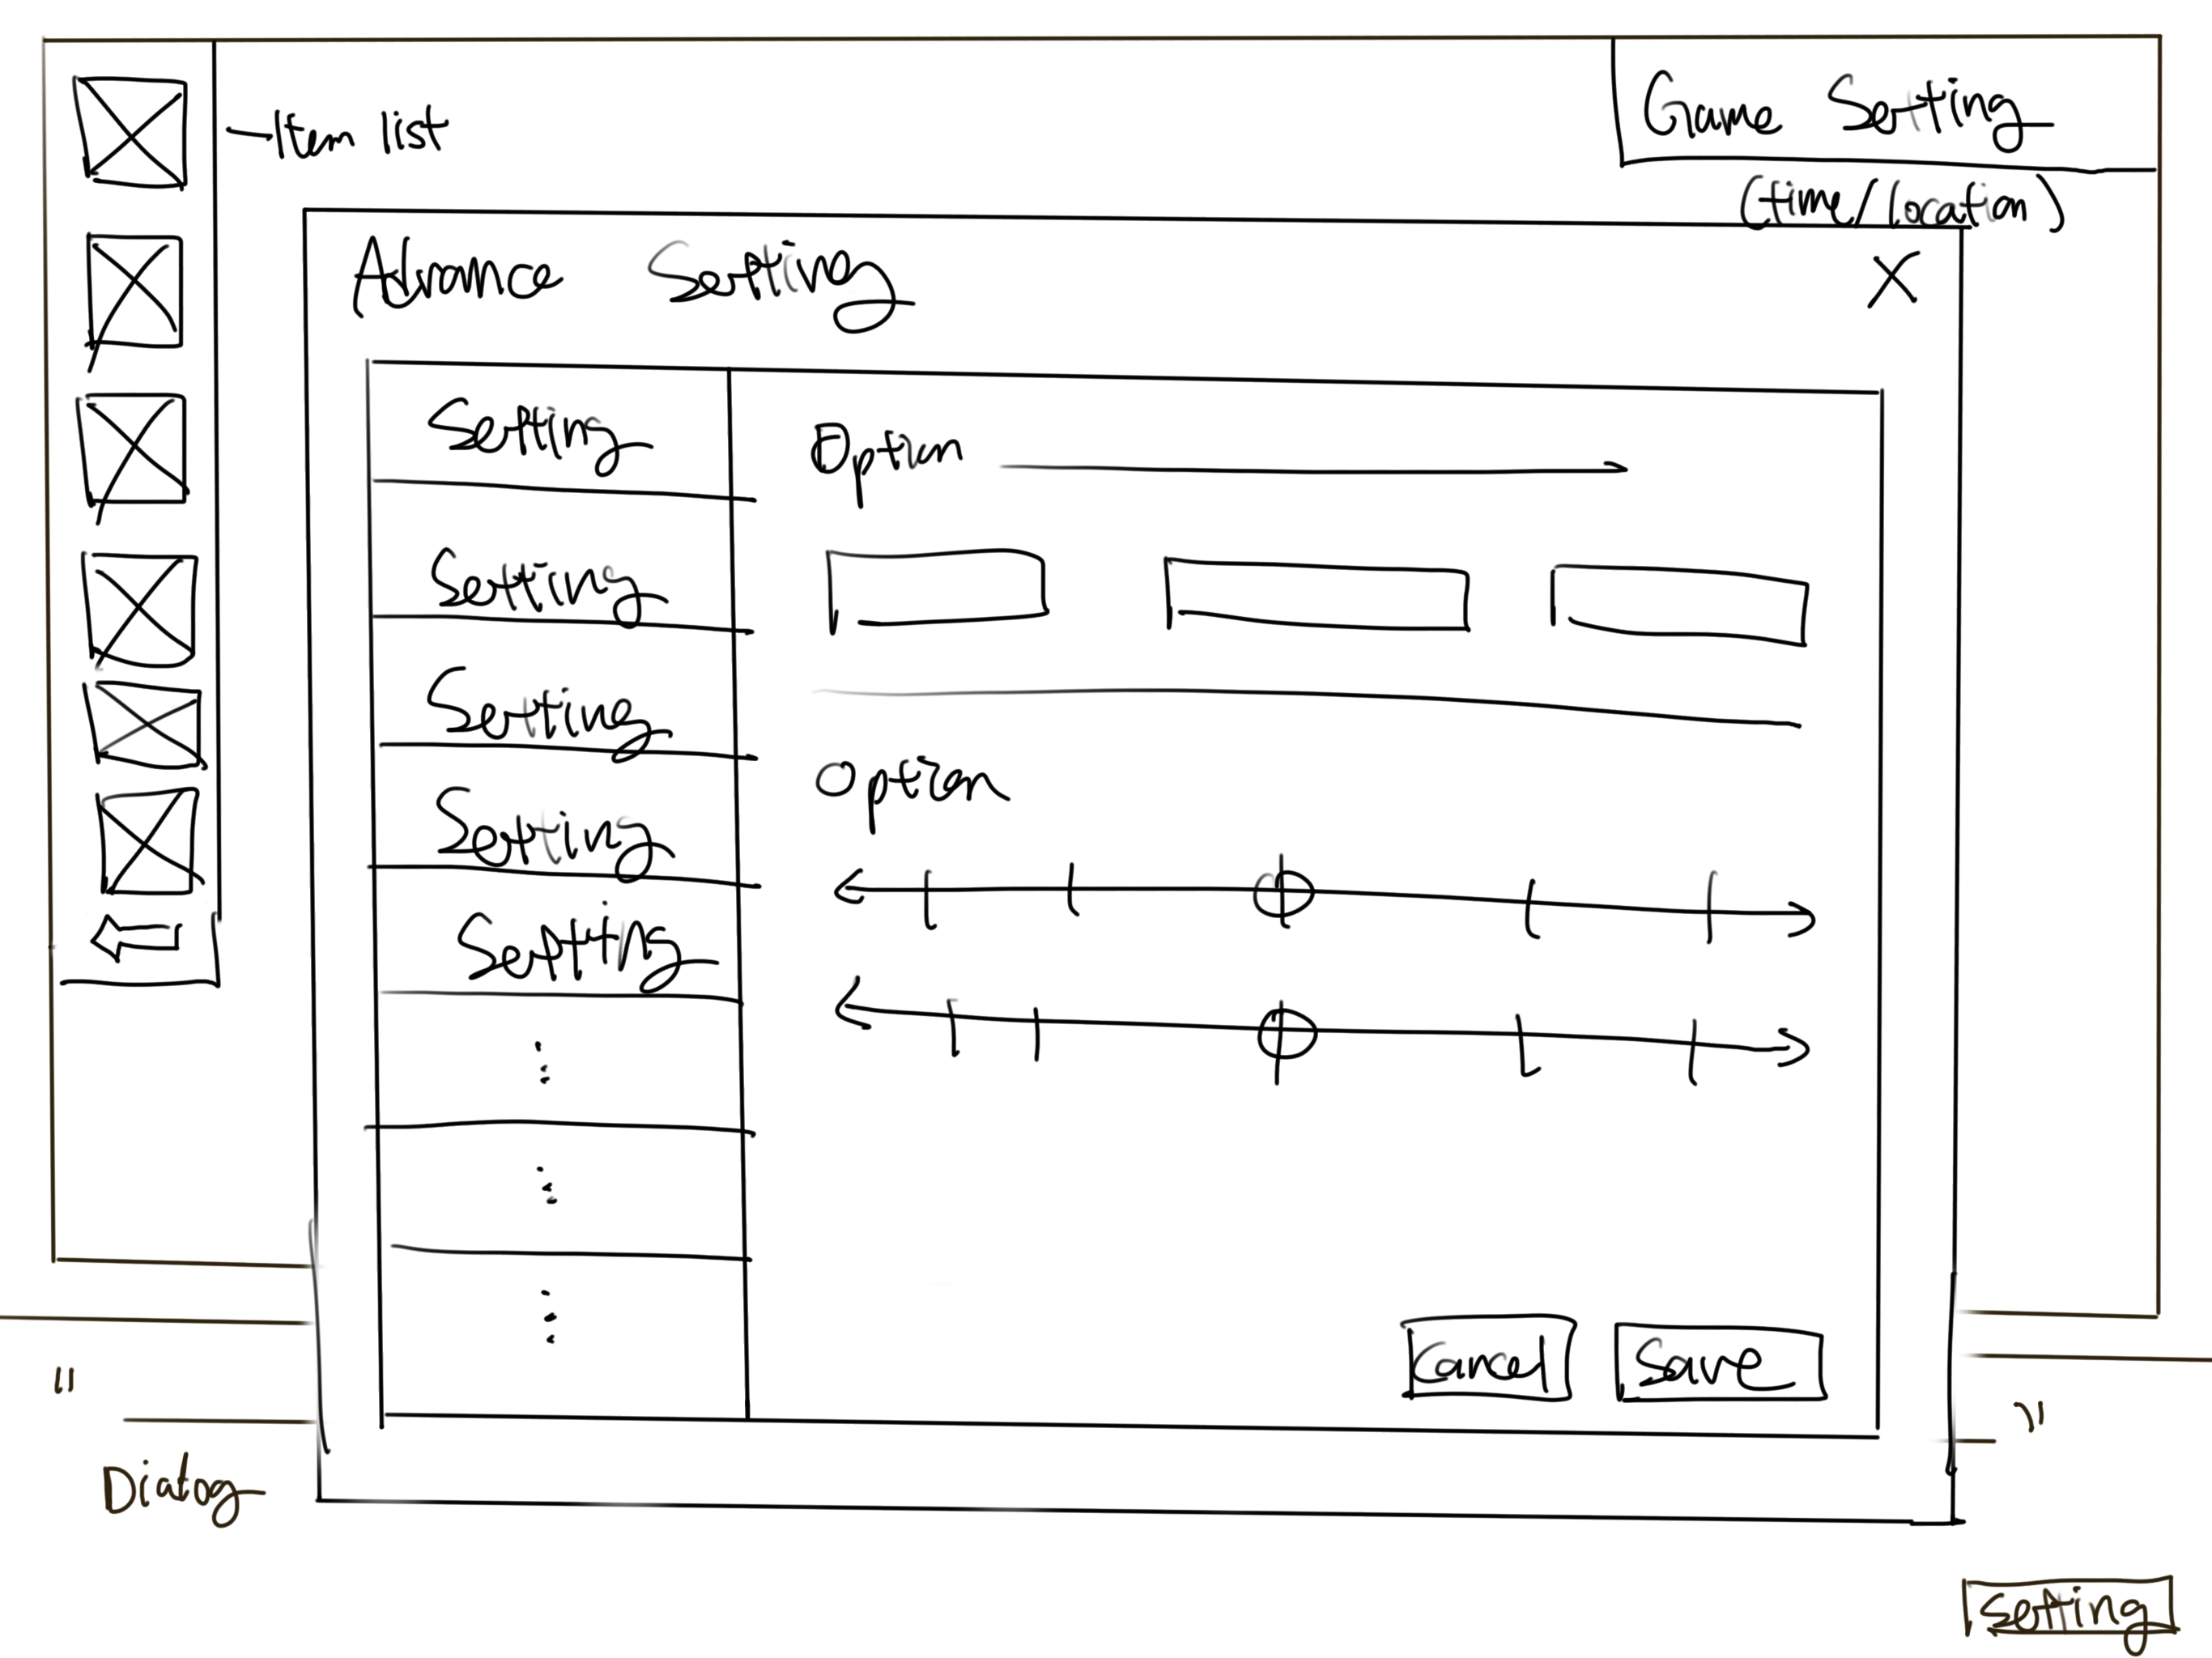 Item list
Game Setting
(time/location)
Advance Setting
X
Setting
Setting
Setting
Setting
Setting
Option
Option
Cancel
Save
"
"
Dialog
Setting